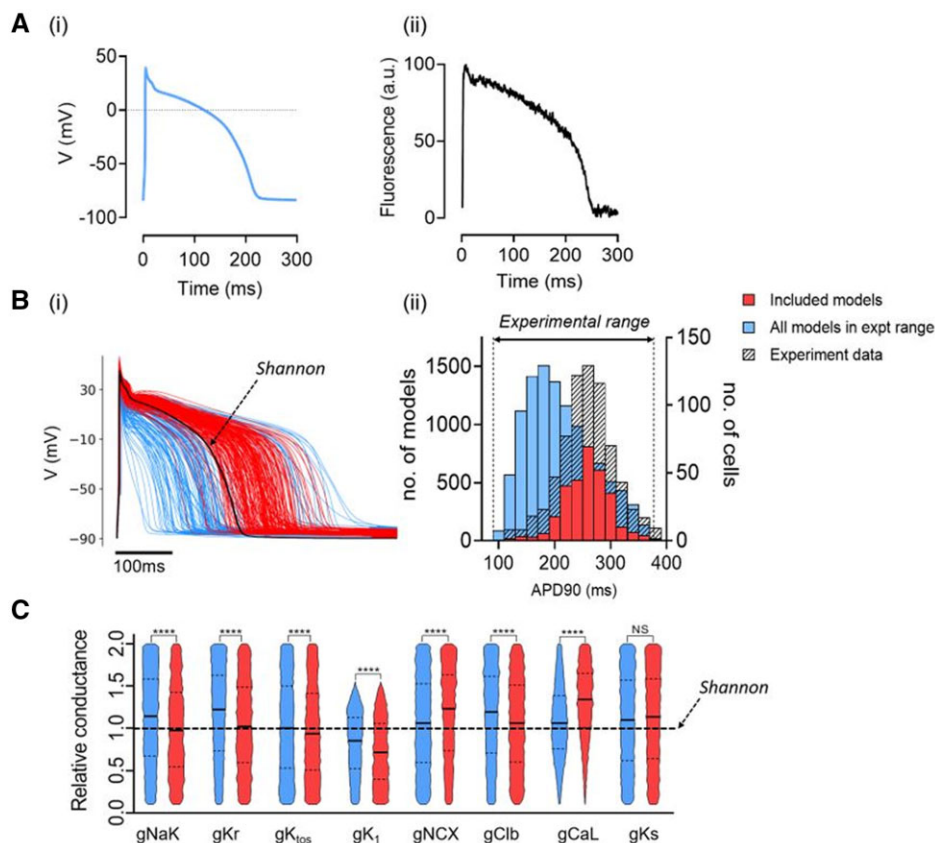 A (i) (ii)
50
0
-50
-100
V (mV)
0 100 200 300
Time (ms)
100
50
0
Fluorescence (a.u.)
0 100 200 300
Time (ms)
B (i) (ii)
Shannon
30
−10
−50
−90
V (mV)
100ms
Experimental range
1500
1000
500
0
no. of models
150
100
50
0
no. of cells
100 200 300 400
APD90 (ms)
Included models
All models in expt range
Experiment data
C
**** **** **** **** **** **** **** NS
2.0
1.5
1.0
0.5
0.0
Relative conductance
Shannon
gNaK gKr gKtos gK1 gNCX gClb gCaL gKs